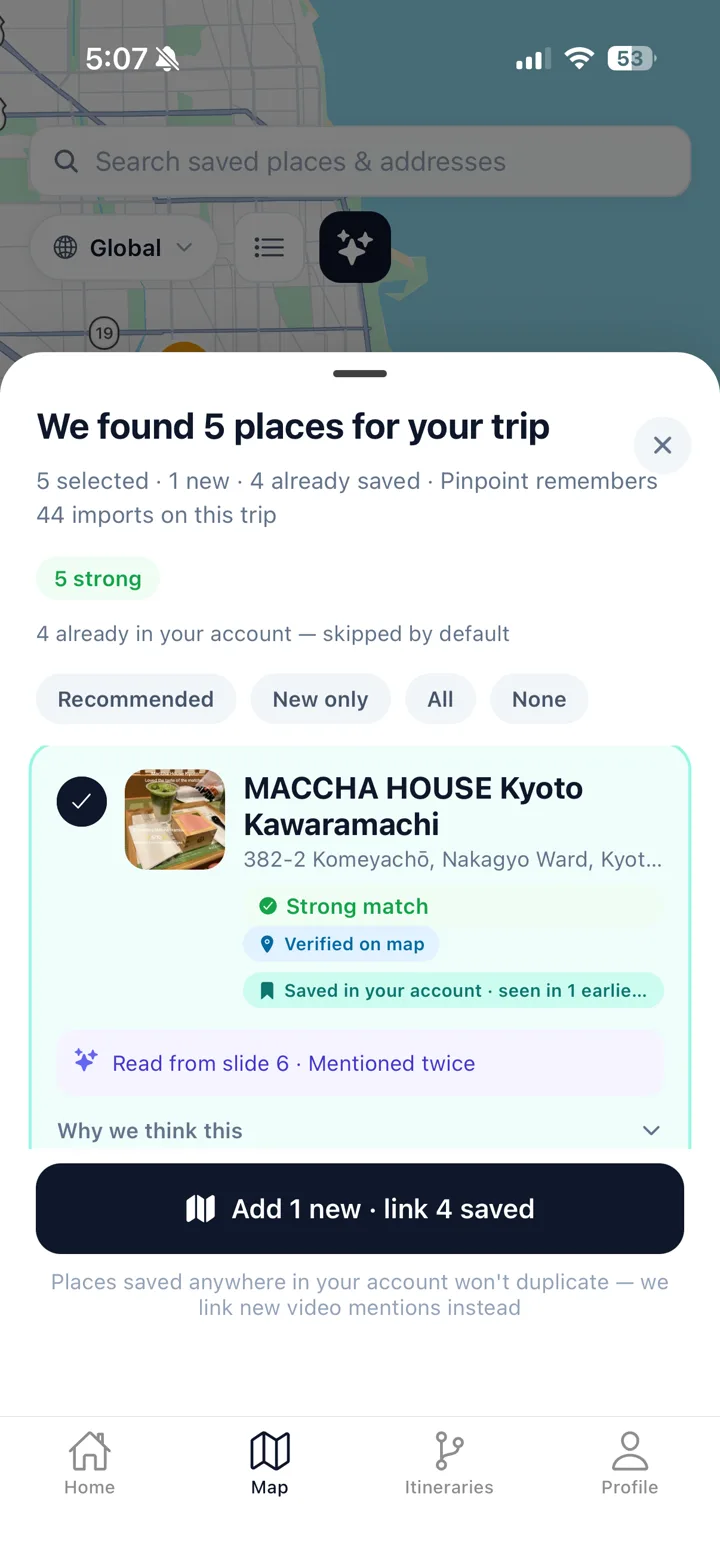 5:07
53
Search saved places & addresses
Global
19
We found 5 places for your trip
5 selected · 1 new · 4 already saved · Pinpoint remembers
44 imports on this trip
5 strong
4 already in your account — skipped by default
Recommended
New only
All
None
MACCHA HOUSE Kyoto
Kawaramachi
382-2 Komeyachō, Nakagyo Ward, Kyot...
Strong match
Verified on map
Saved in your account · seen in 1 earlie...
Read from slide 6 · Mentioned twice
Why we think this
Add 1 new · link 4 saved
Places saved anywhere in your account won't duplicate — we
link new video mentions instead
Home
Map
Itineraries
Profile